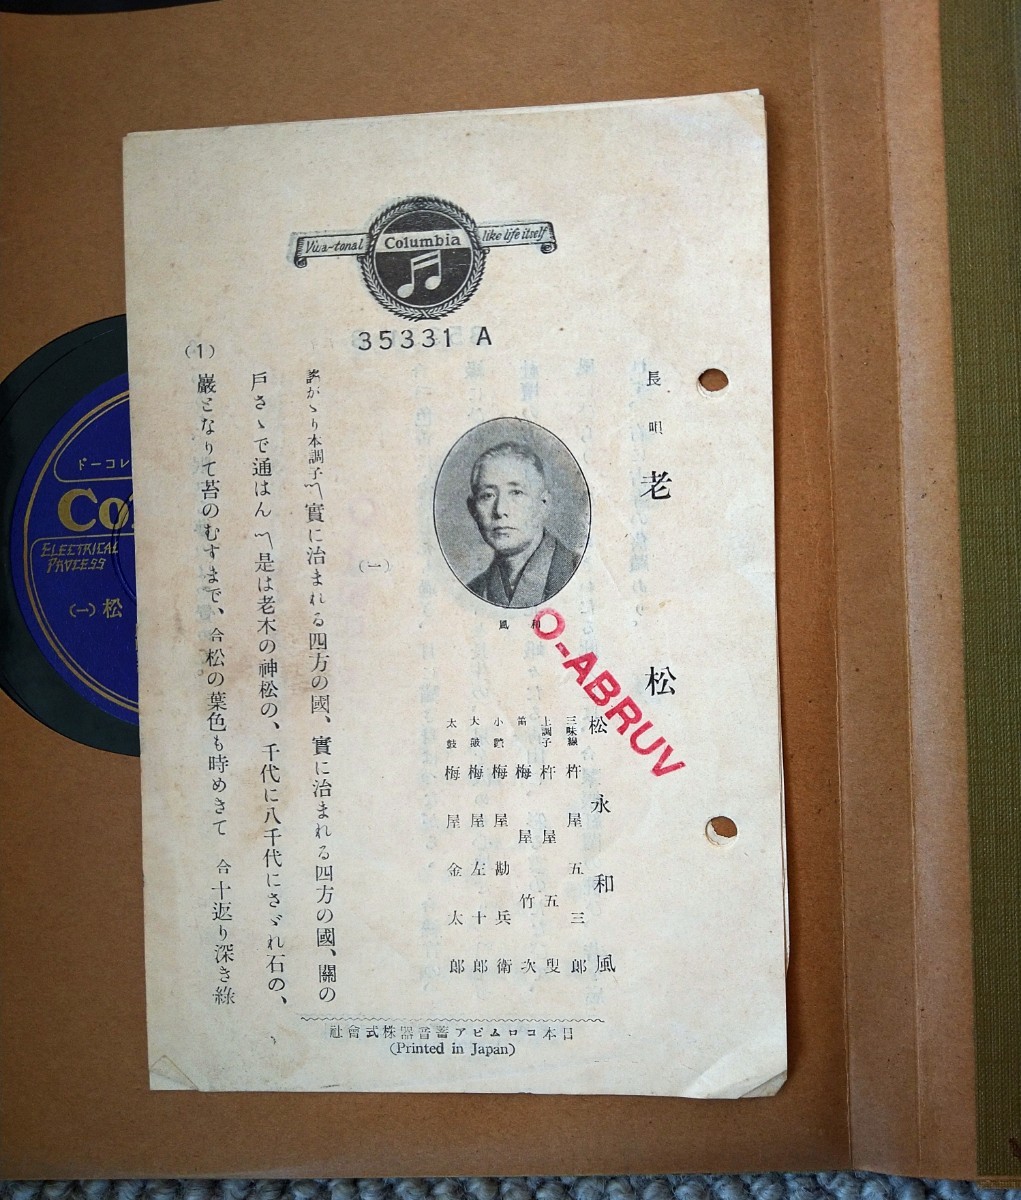 Viva-tonal Columbia like life itself
35331 A
長唄 老松
松永和風
三味線 杵屋五三郎
上調子 杵屋五叟
笛 梅屋竹次
小鼓 梅屋勘兵衛
大鼓 梅屋左十郎
太鼓 梅屋金太郎
和風
O-ABRUV
(一)
謠がゝり本調子〽實に治まれる四方の國、實に治まれる四方の國、關の
戸さゝで通はん 〽是は老木の神松の、千代に八千代にさゞれ石の、
巖となりて苔のむすまで、合松の葉色も時めきて 合十返り深き綠
(1)
社會式株器音蓄アビムロコ本日
(Printed in Japan)
ドーコレ
Co
ELECTRICAL
PROCESS
(一)松